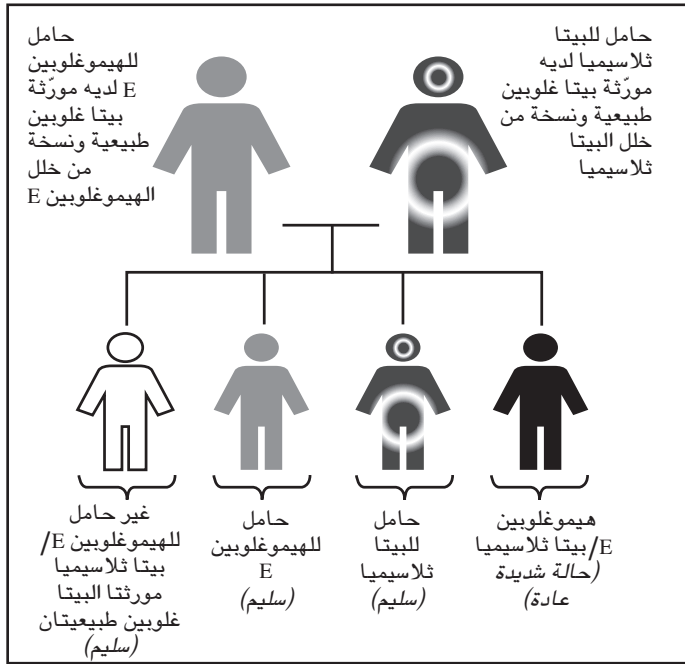 حامل للبيتا
ثلاسيميا لديه
مورّثة بيتا غلوبين
طبيعية ونسخة من
خلل البيتا
ثلاسيميا
حامل
للهيموغلوبين
E لديه مورّثة
بيتا غلوبين
طبيعية ونسخة
من خلل
الهيموغلوبين E
هيموغلوبين
E/بيتا ثلاسيميا
(حالة شديدة
عادة)
حامل
للبيتا
ثلاسيميا
(سليم)
حامل
للهيموغلوبين
E
(سليم)
غير حامل
للهيموغلوبين E/
بيتا ثلاسيميا
مورثتا البيتا
غلوبين طبيعيتان
(سليم)